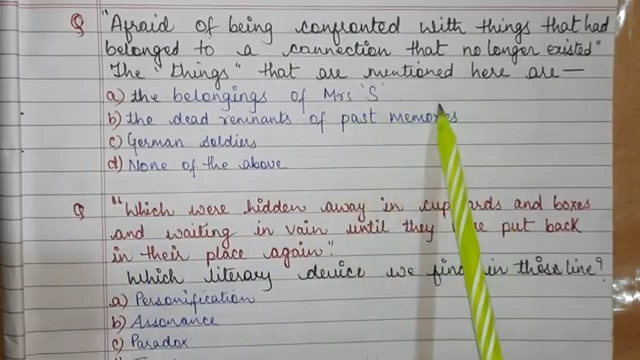 Q "Afraid of being confronted with things that had
belonged to a connection that no longer existed"
The "things" that are mentioned here are —
a) the belongings of Mrs 'S'
b) the dead remnants of past memories
c) German soldiers
d) None of the above
Q "Which were hidden away in cupboards and boxes
and waiting in vain until they are put back
in their place again."
Which literary device we find in these line?
a) Personification
b) Assonance
c) Paradox